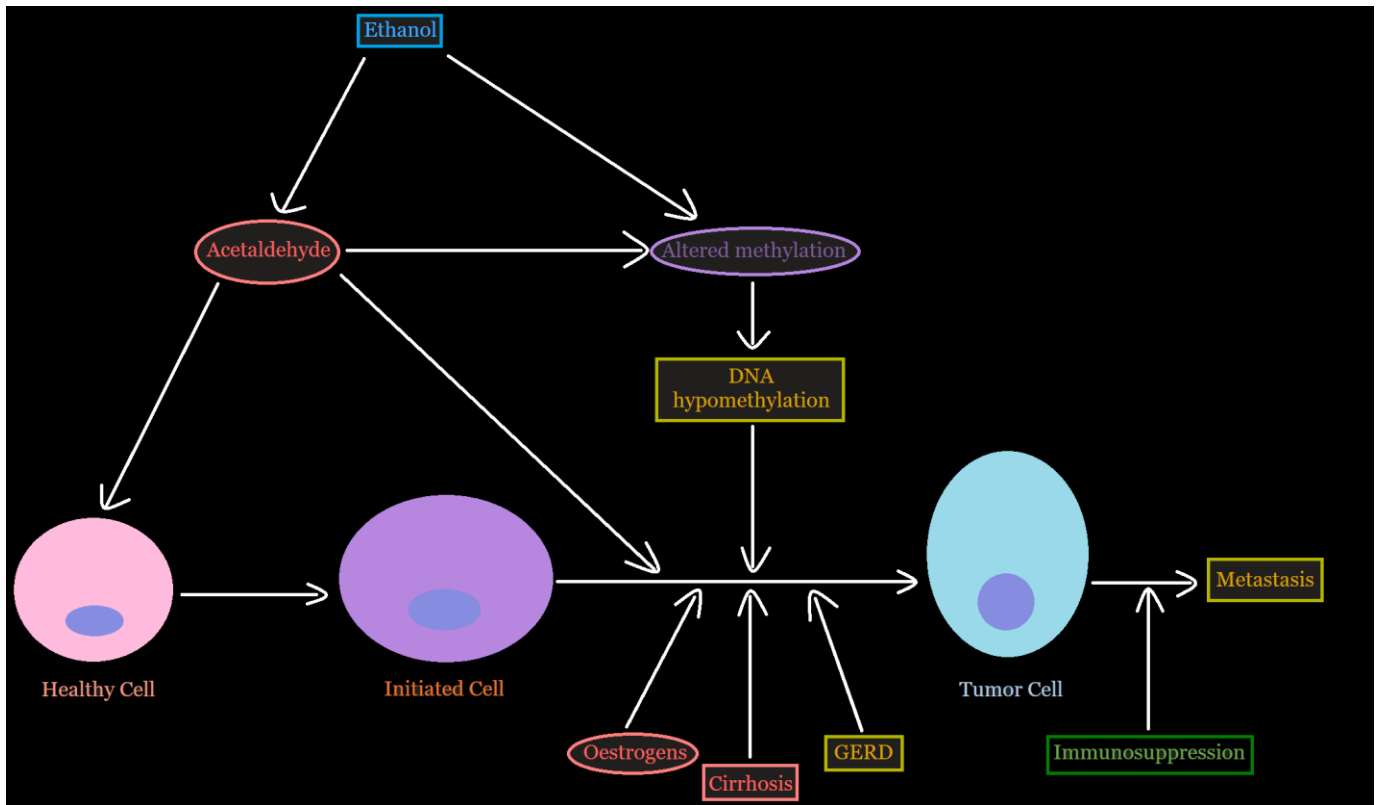 Ethanol
Acetaldehyde
Altered methylation
DNA
hypomethylation
Metastasis
Healthy Cell
Initiated Cell
Tumor Cell
Oestrogens
Cirrhosis
GERD
Immunosuppression